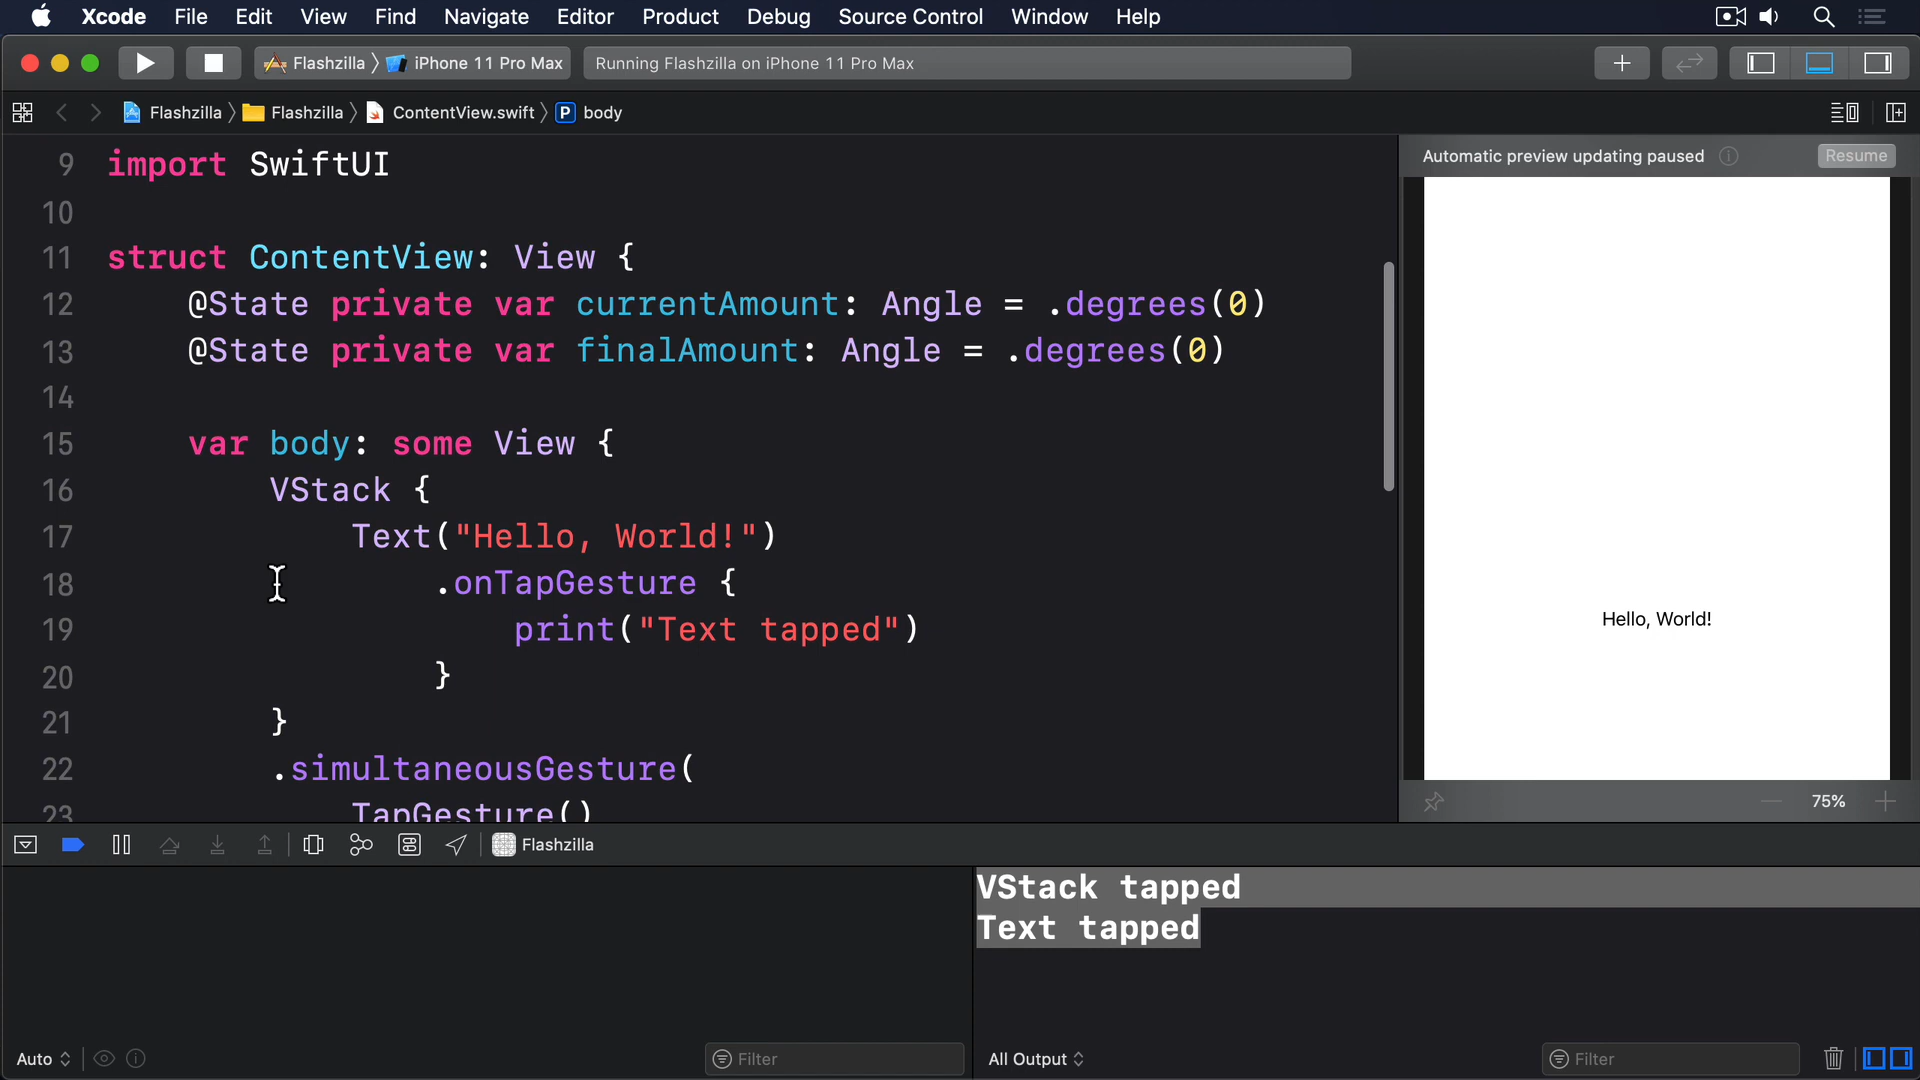 Xcode File Edit View Find Navigate Editor Product Debug Source Control Window Help
Flashzilla iPhone 11 Pro Max Running Flashzilla on iPhone 11 Pro Max
Flashzilla Flashzilla ContentView.swift P body
Automatic preview updating paused Resume
9 import SwiftUI
10
11 struct ContentView: View {
12 @State private var currentAmount: Angle = .degrees(0)
13 @State private var finalAmount: Angle = .degrees(0)
14
15 var body: some View {
16 VStack {
17 Text("Hello, World!")
18 .onTapGesture {
19 print("Text tapped")
20 }
21 }
22 .simultaneousGesture(
23 TapGesture()
Hello, World!
75%
Flashzilla
VStack tapped
Text tapped
Auto Filter All Output Filter